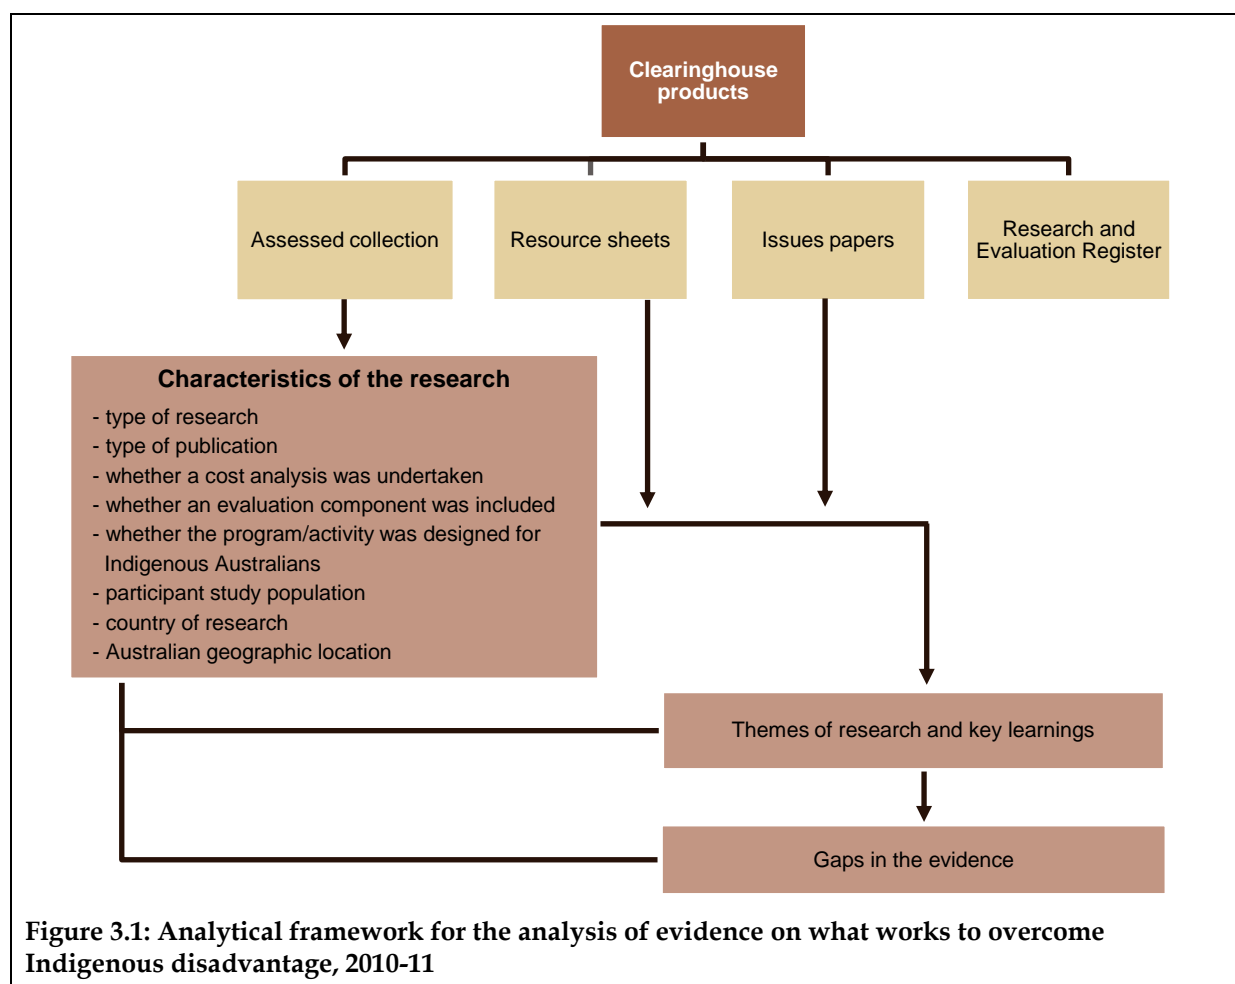 Clearinghouse
products
Assessed collection
Resource sheets
Issues papers
Research and
Evaluation Register
Characteristics of the research
- type of research
- type of publication
- whether a cost analysis was undertaken
- whether an evaluation component was included
- whether the program/activity was designed for
Indigenous Australians
- participant study population
- country of research
- Australian geographic location
Themes of research and key learnings
Gaps in the evidence
Figure 3.1: Analytical framework for the analysis of evidence on what works to overcome
Indigenous disadvantage, 2010-11